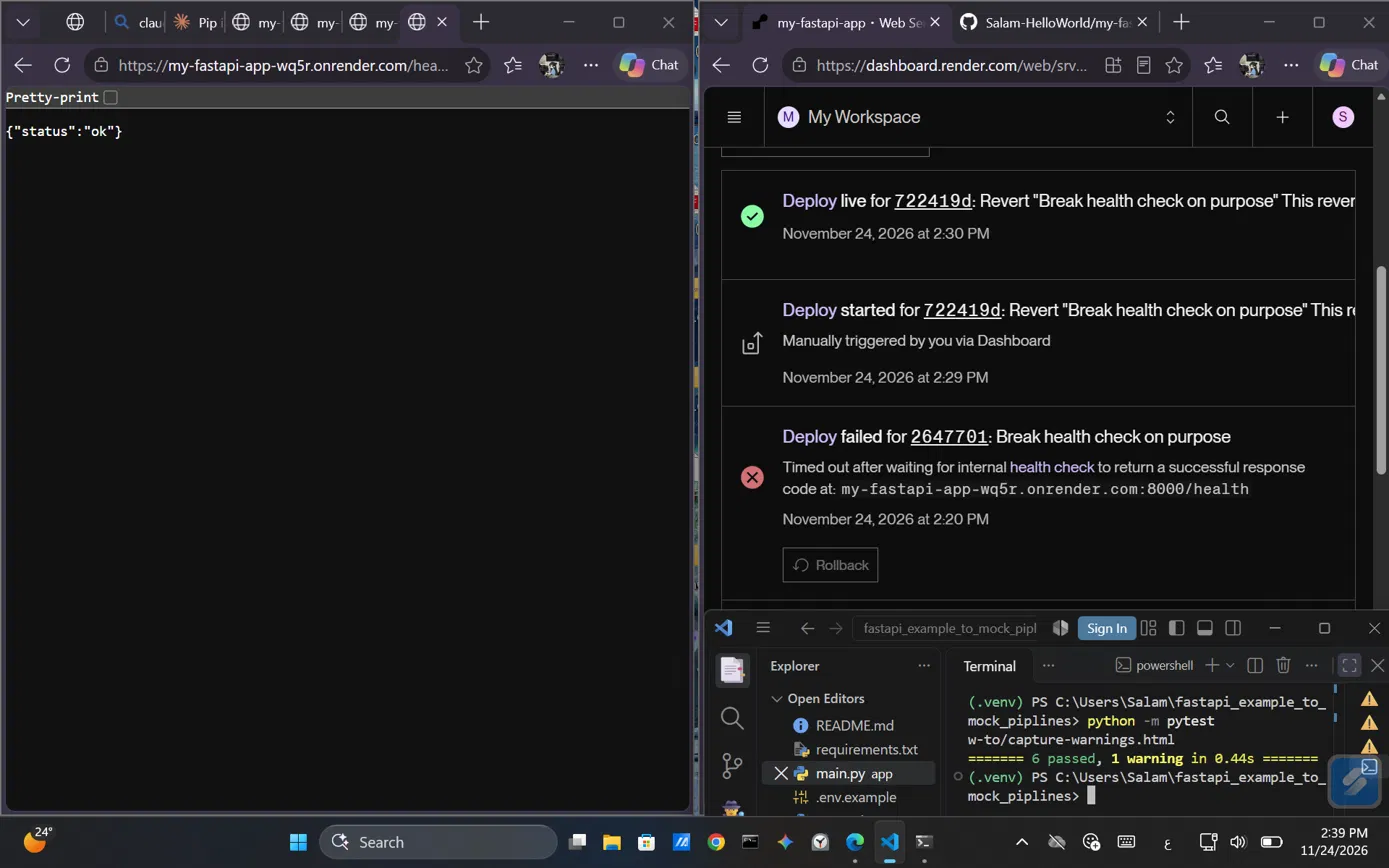 clau
Pip i
my-
my-
my-
https://my-fastapi-app-wq5r.onrender.com/hea...
Chat
Pretty-print
{"status":"ok"}
my-fastapi-app • Web Se
Salam-HelloWorld/my-fas
https://dashboard.render.com/web/srv...
Chat
M My Workspace
S
Deploy live for 722419d: Revert "Break health check on purpose" This rever
November 24, 2026 at 2:30 PM
Deploy started for 722419d: Revert "Break health check on purpose" This re
Manually triggered by you via Dashboard
November 24, 2026 at 2:29 PM
Deploy failed for 2647701: Break health check on purpose
Timed out after waiting for internal health check to return a successful response
code at: my-fastapi-app-wq5r.onrender.com:8000/health
November 24, 2026 at 2:20 PM
Rollback
fastapi_example_to_mock_pipl
Sign In
Explorer
Open Editors
README.md
requirements.txt
main.py app
.env.example
Terminal
powershell
(.venv) PS C:\Users\Salam\fastapi_example_to_
mock_piplines> python -m pytest
w-to/capture-warnings.html
======= 6 passed, 1 warning in 0.44s =======
(.venv) PS C:\Users\Salam\fastapi_example_to_
mock_piplines>
24°
Search
ع
2:39 PM
11/24/2026